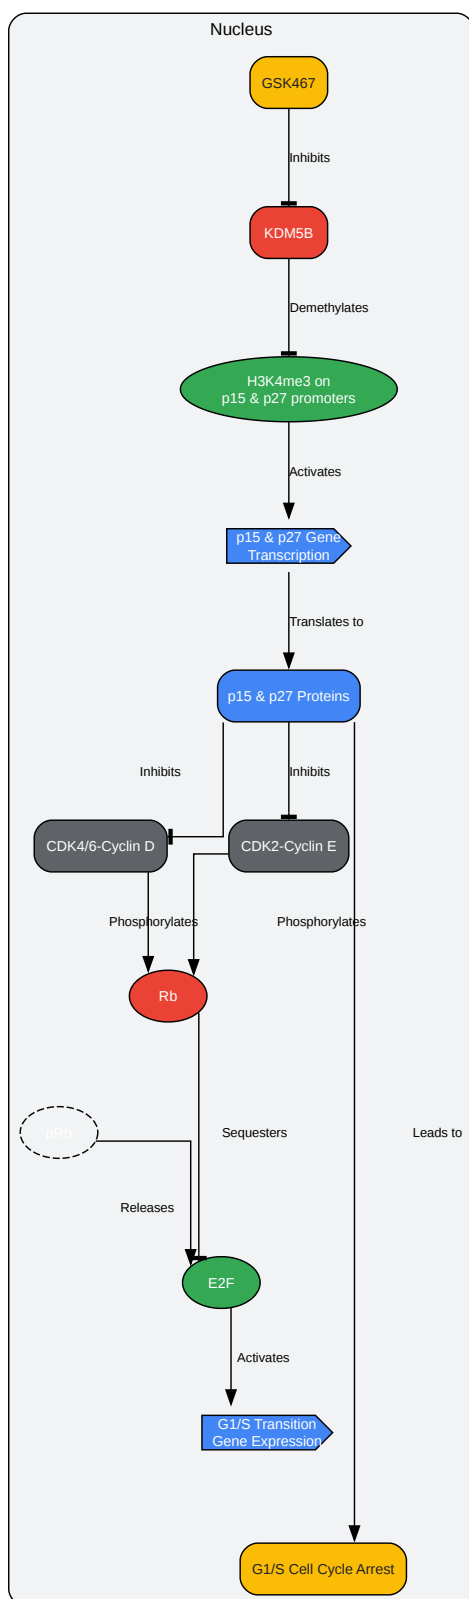 Nucleus
GSK467
Inhibits
KDM5B
Demethylates
H3K4me3 on
p15 & p27 promoters
Activates
p15 & p27 Gene
Transcription
Translates to
p15 & p27 Proteins
Inhibits
Inhibits
CDK4/6-Cyclin D
CDK2-Cyclin E
Phosphorylates
Phosphorylates
Rb
pRb
Sequesters
Leads to
Releases
E2F
Activates
G1/S Transition
Gene Expression
G1/S Cell Cycle Arrest